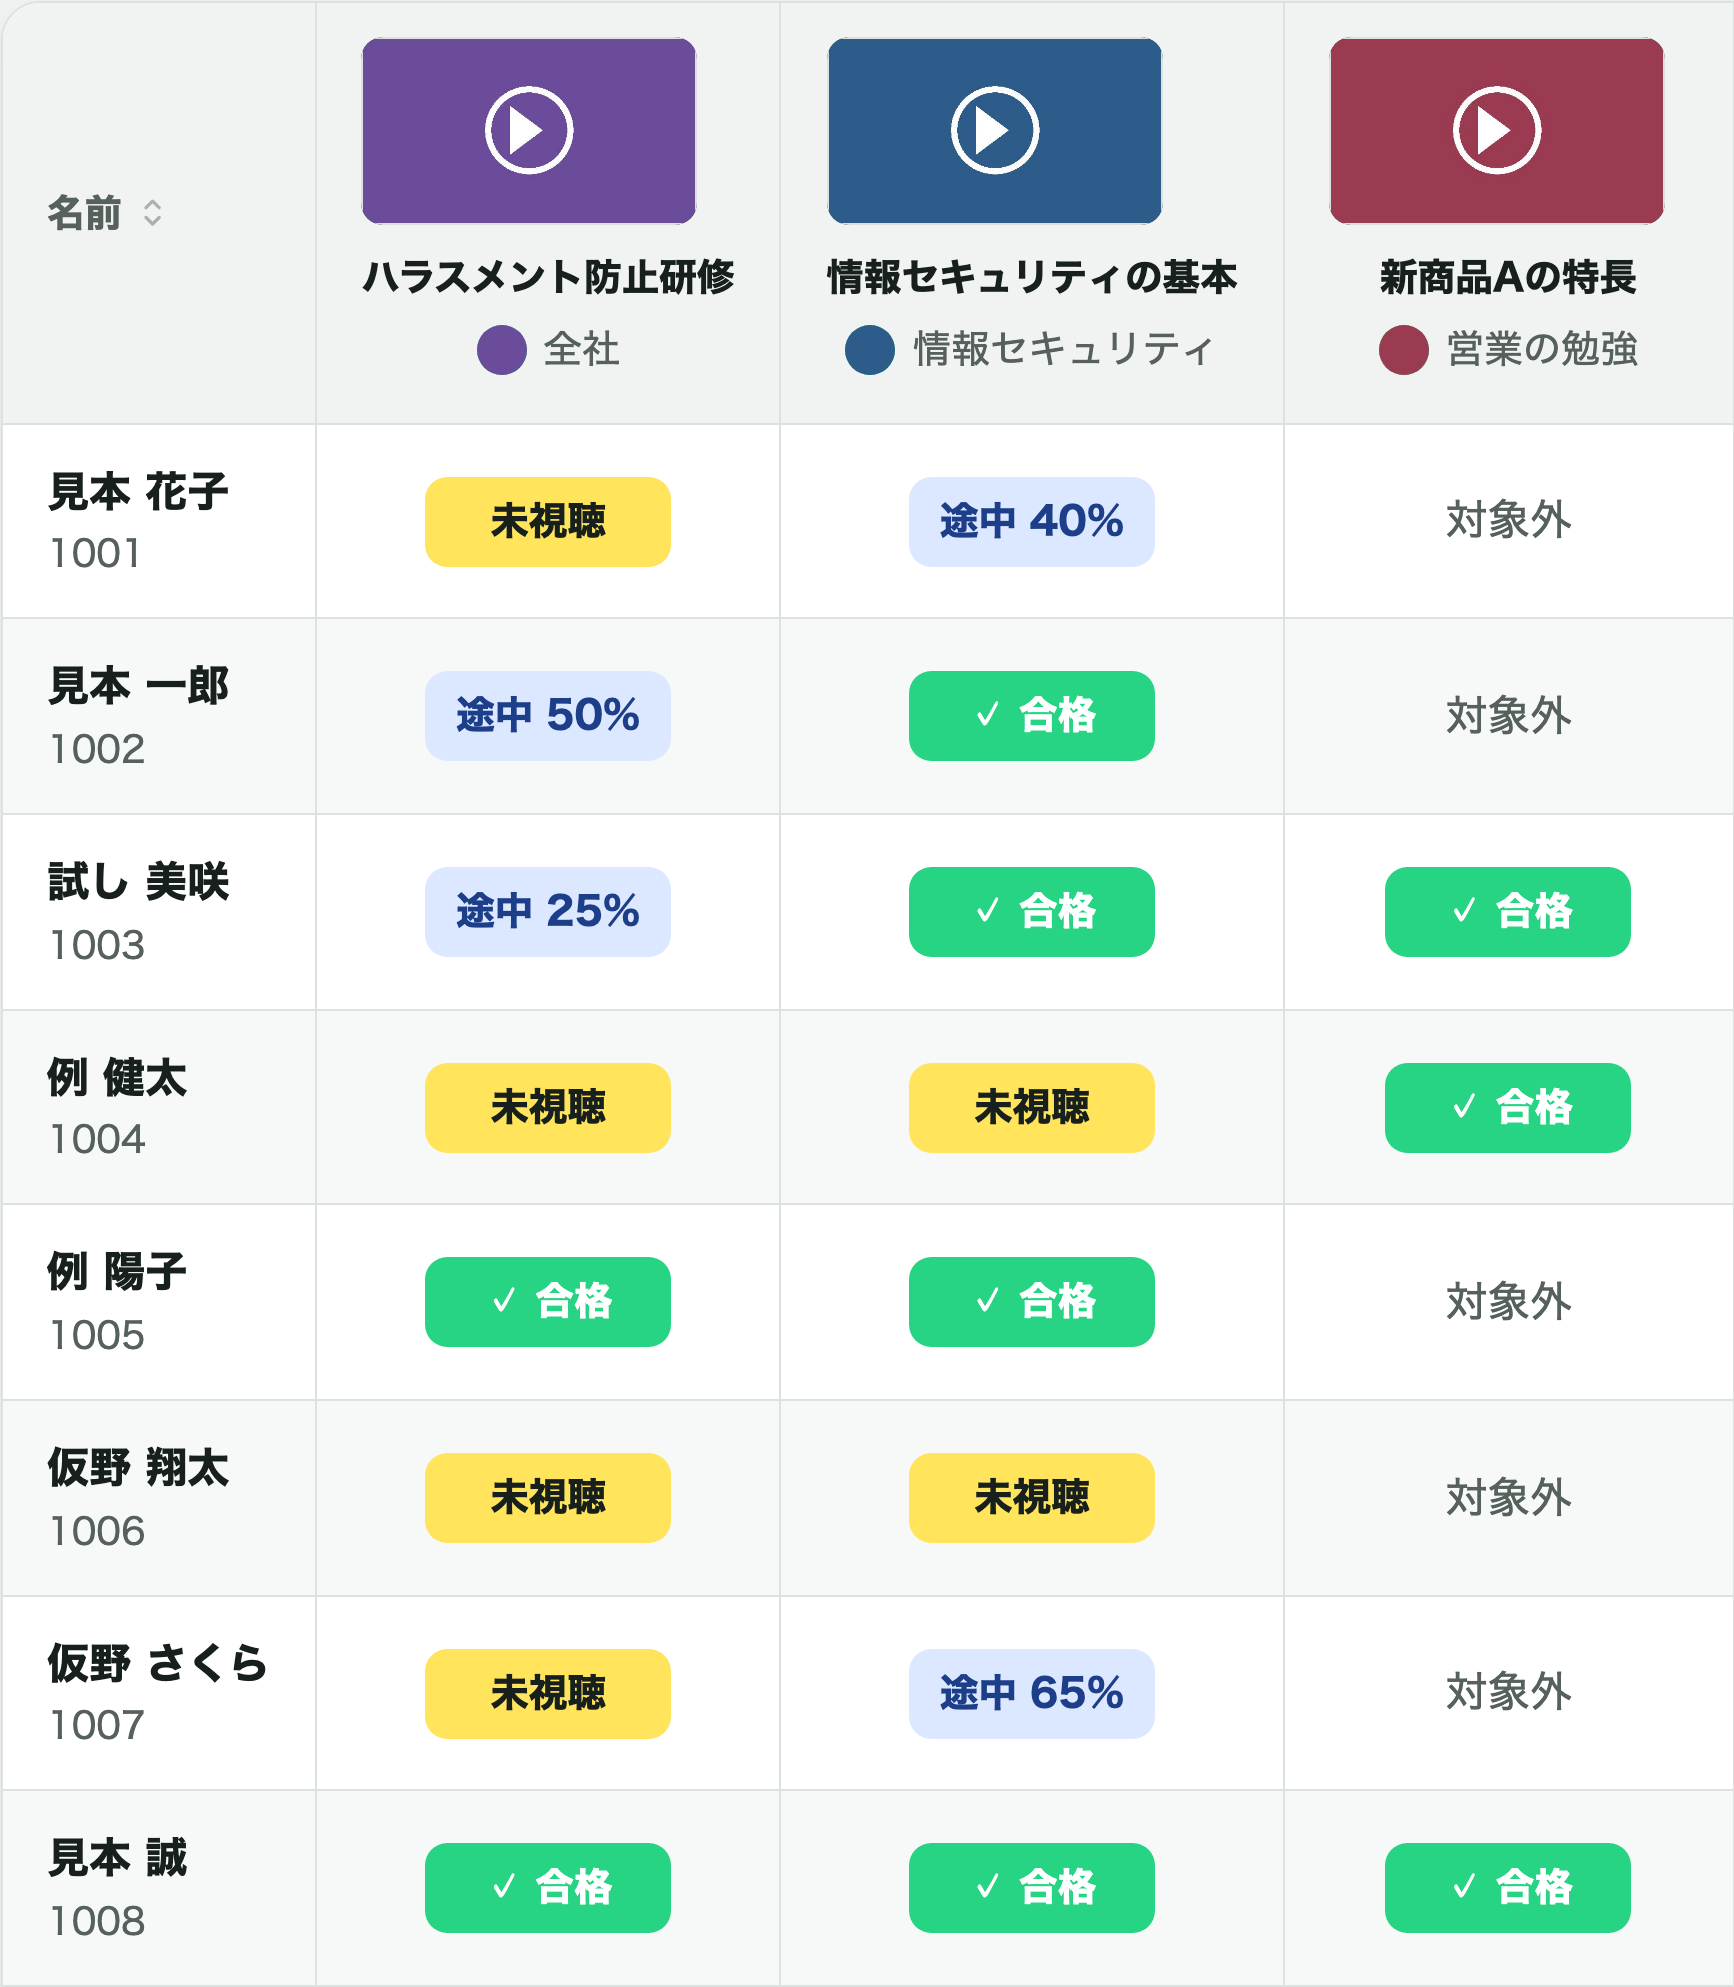 名前
ハラスメント防止研修
全社
情報セキュリティの基本
情報セキュリティ
新商品Aの特長
営業の勉強
見本 花子
1001
未視聴
途中 40%
対象外
見本 一郎
1002
途中 50%
✓ 合格
対象外
試し 美咲
1003
途中 25%
✓ 合格
✓ 合格
例 健太
1004
未視聴
未視聴
✓ 合格
例 陽子
1005
✓ 合格
✓ 合格
対象外
仮野 翔太
1006
未視聴
未視聴
対象外
仮野 さくら
1007
未視聴
途中 65%
対象外
見本 誠
1008
✓ 合格
✓ 合格
✓ 合格